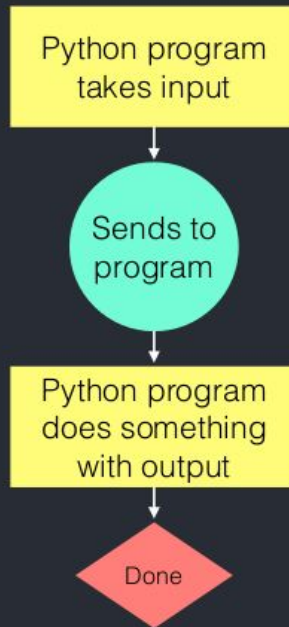 Python program
takes input
Sends to
program
Python program
does something
with output
Done